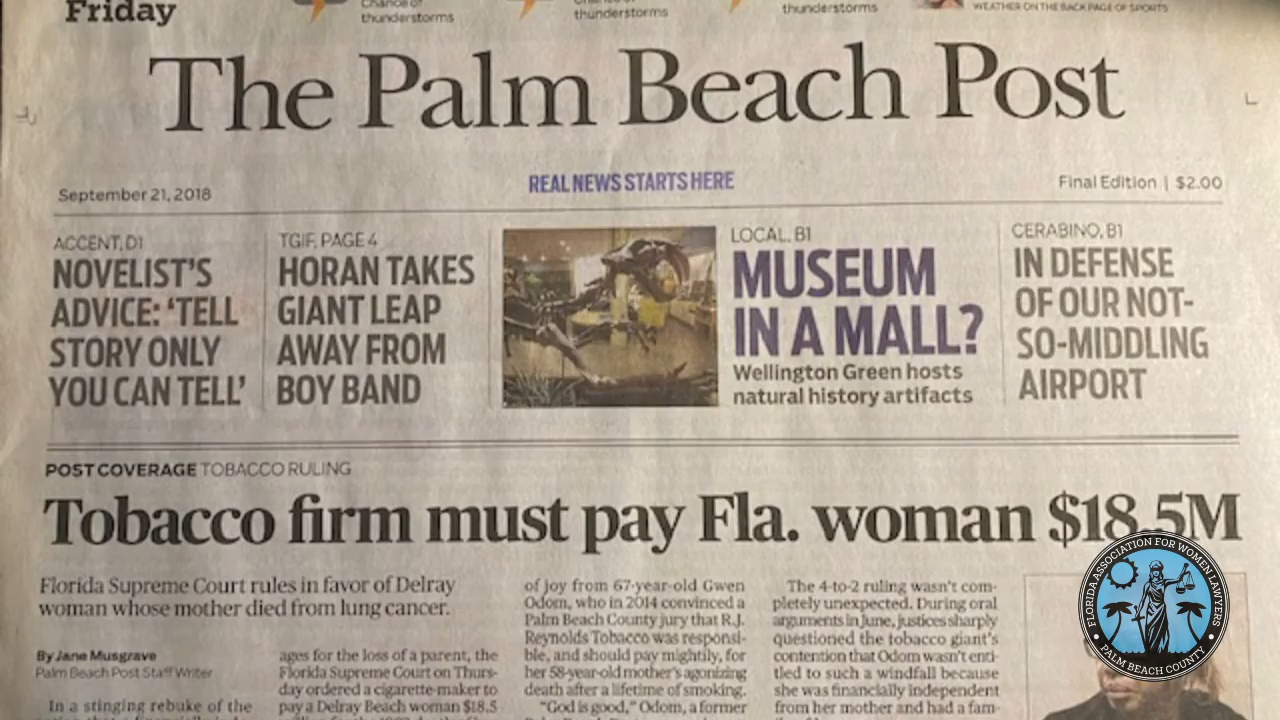 Friday
Chance of
thunderstorms
thunderstorms
thunderstorms
WEATHER ON THE BACK PAGE OF SPORTS
The Palm Beach Post
September 21, 2018
REAL NEWS STARTS HERE
Final Edition | $2.00
ACCENT, D1
NOVELIST'S
ADVICE: 'TELL
STORY ONLY
YOU CAN TELL'
TGIF, PAGE 4
HORAN TAKES
GIANT LEAP
AWAY FROM
BOY BAND
LOCAL, B1
MUSEUM
IN A MALL?
Wellington Green hosts
natural history artifacts
CERABINO, B1
IN DEFENSE
OF OUR NOT-
SO-MIDDLING
AIRPORT
POST COVERAGE TOBACCO RULING
Tobacco firm must pay Fla. woman $18.5M
Florida Supreme Court rules in favor of Delray
woman whose mother died from lung cancer.
By Jane Musgrave
Palm Beach Post Staff Writer
In a stinging rebuke of the
ages for the loss of a parent, the
Florida Supreme Court on Thurs-
day ordered a cigarette-maker to
pay a Delray Beach woman $18.5
of joy from 67-year-old Gwen
Odom, who in 2014 convinced a
Palm Beach County jury that R.J.
Reynolds Tobacco was responsi-
ble, and should pay mightily, for
her 58-year-old mother's agonizing
death after a lifetime of smoking.
"God is good," Odom, a former
The 4-to-2 ruling wasn't com-
pletely unexpected. During oral
arguments in June, justices sharply
questioned the tobacco giant's
contention that Odom wasn't enti-
tled to such a windfall because
she was financially independent
from her mother and had a fam-
FLORIDA ASSOCIATION FOR WOMEN LAWYERS
PALM BEACH COUNTY